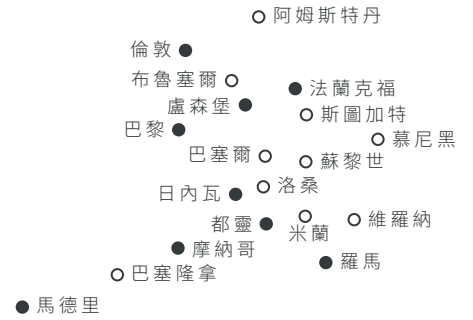 阿姆斯特丹
倫敦
布魯塞爾
法蘭克福
盧森堡
斯圖加特
巴黎
慕尼黑
巴塞爾
蘇黎世
日內瓦
洛桑
都靈
米蘭
維羅納
摩納哥
羅馬
巴塞隆拿
馬德里